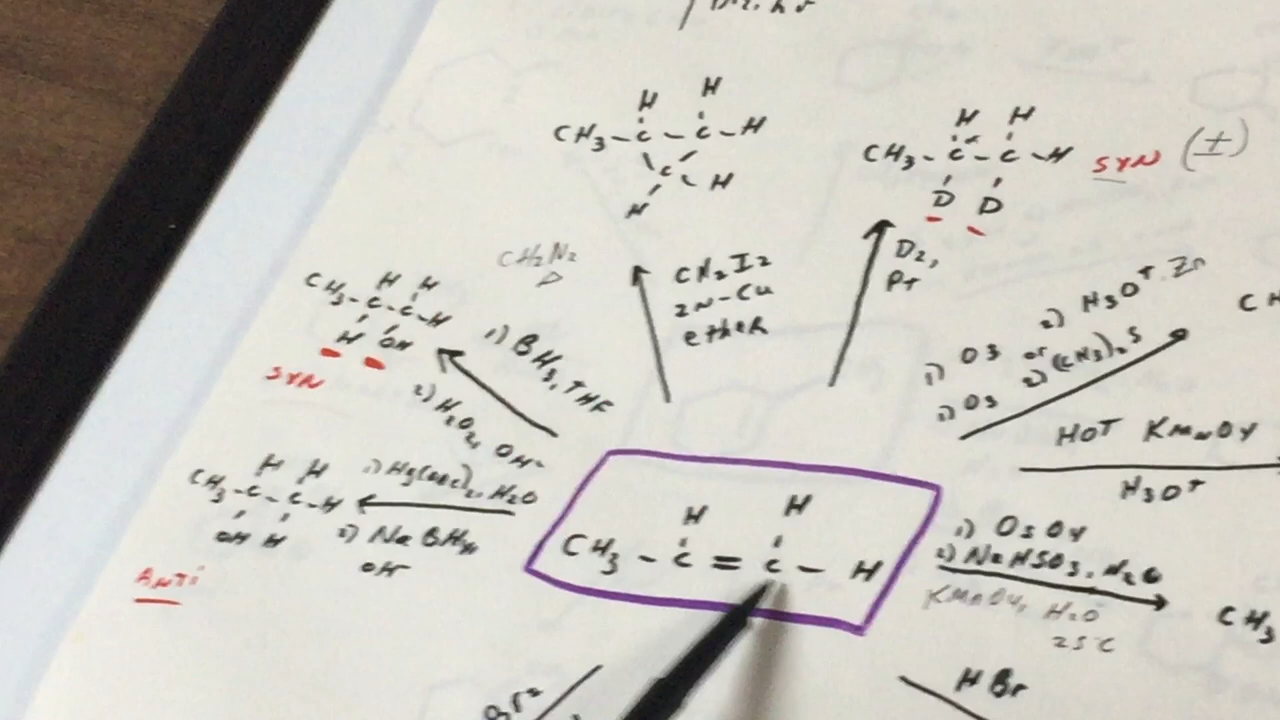 H H
CH3 - C - C - H
C - H
H
H H
CH3 - C* - C - H SYN (±)
D D
CH2N2
CH2I2
ZN-Cu
ether
D2,
Pt
1) O3 2) H3O+, Zn
or
1) O3 2) (CH3)2S
H H
CH3 - C - C - H
H OH
SYN
1) BH3, THF
2) H2O2, OH-
HOT KMnO4
H3O+
H H
CH3 - C - C - H
OH H
ANTi
1) Hg(OAc)2, H2O
2) NaBH4
OH-
H H
CH3 - C = C - H
1) OsO4
2) NaHSO3, H2O
KMnO4, H2O
25°C
CH3
Br2
HBr